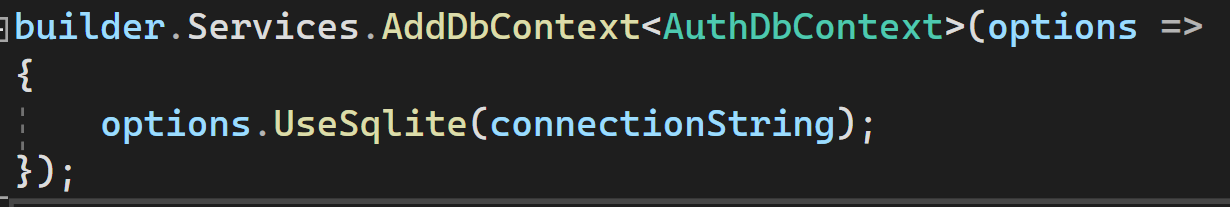 builder.Services.AddDbContext<AuthDbContext>(options =>
{
    options.UseSqlite(connectionString);
});